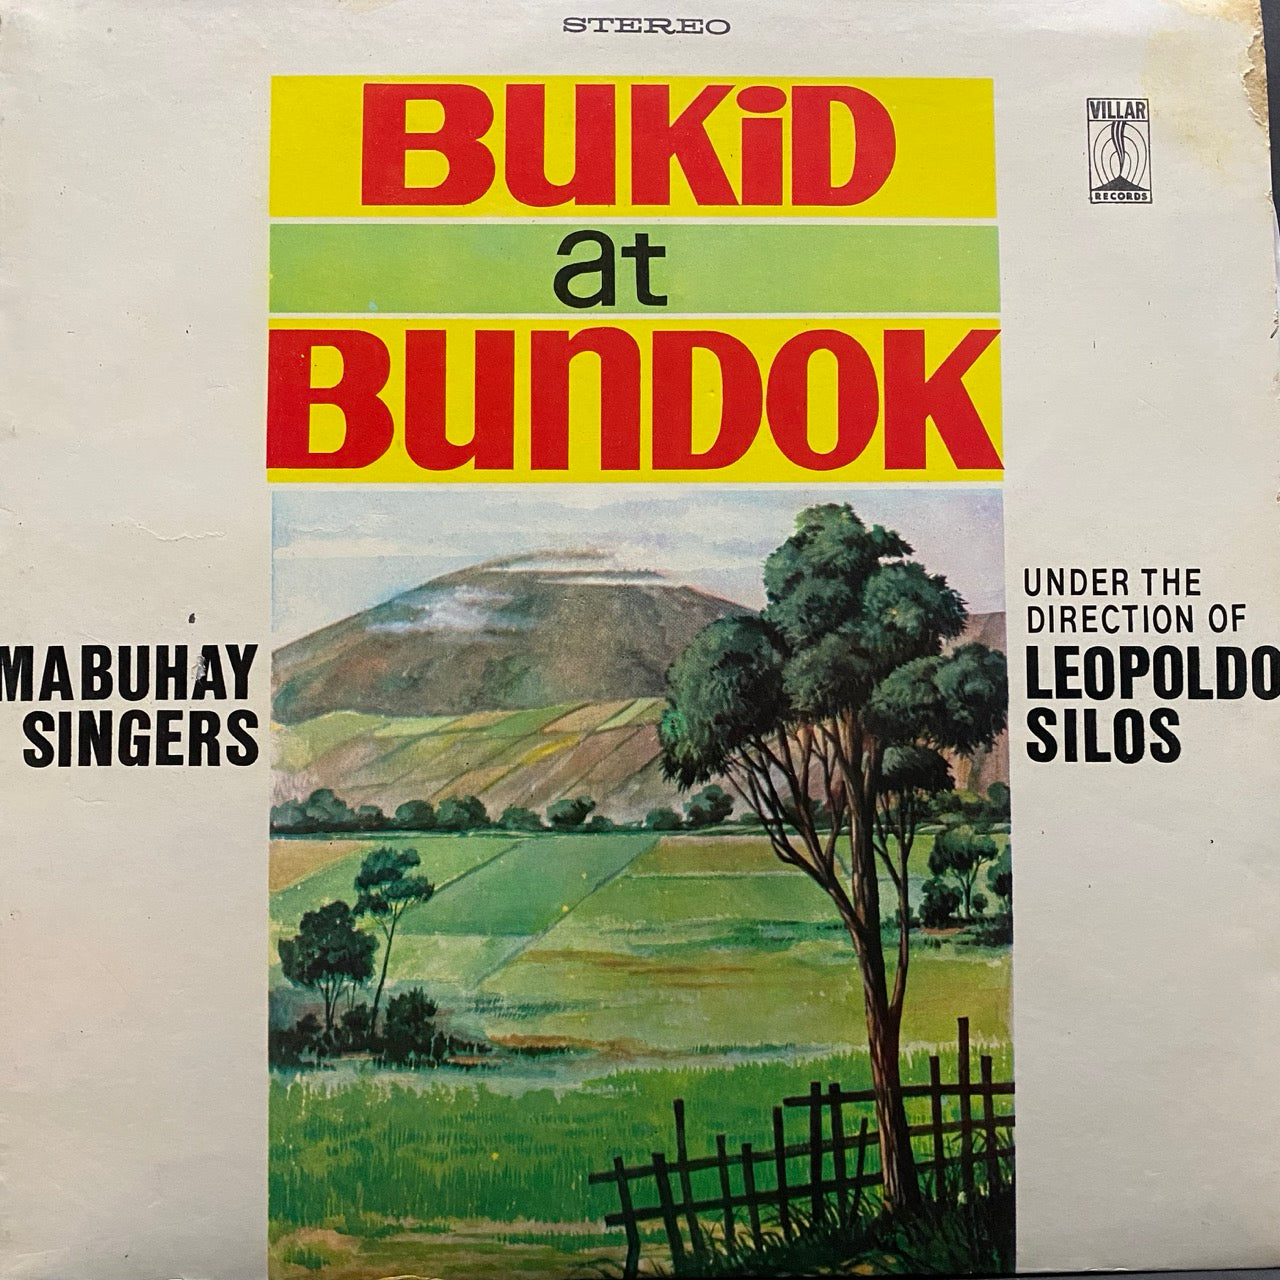 STEREO
BUKiD
at
BUnDOK
VILLAR
RECORDS
MABUHAY
SINGERS
UNDER THE
DIRECTION OF
LEOPOLDO
SILOS